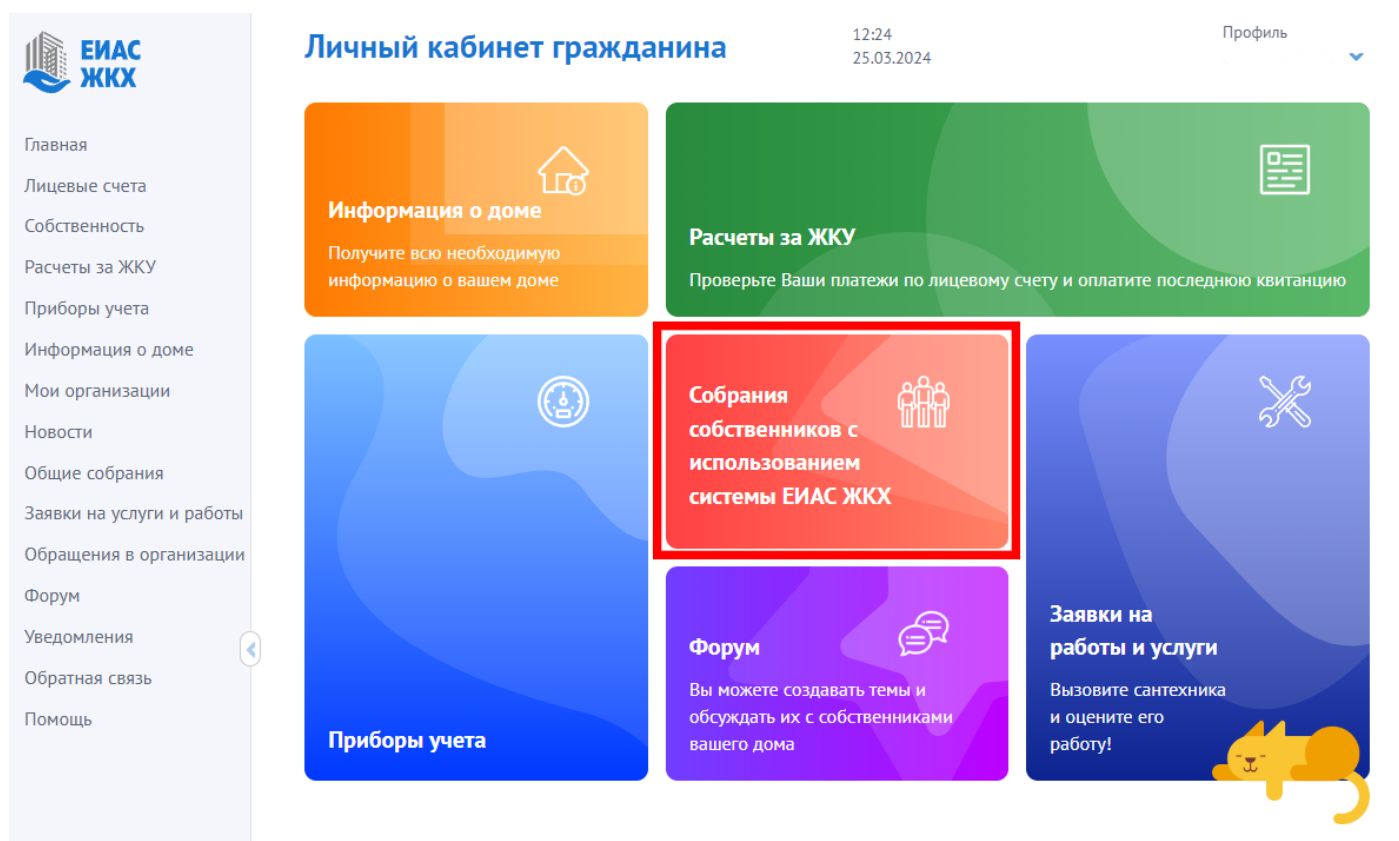 ЕИАС
ЖКХ
Личный кабинет гражданина
12:24
25.03.2024
Профиль
Главная
Лицевые счета
Собственность
Расчеты за ЖКУ
Приборы учета
Информация о доме
Мои организации
Новости
Общие собрания
Заявки на услуги и работы
Обращения в организации
Форум
Уведомления
Обратная связь
Помощь
Информация о доме
Получите всю необходимую
информацию о вашем доме
Расчеты за ЖКУ
Проверьте Ваши платежи по лицевому счету и оплатите последнюю квитанцию
Приборы учета
Собрания
собственников с
использованием
системы ЕИАС ЖКХ
Форум
Вы можете создавать темы и
обсуждать их с собственниками
вашего дома
Заявки на
работы и услуги
Вызовите сантехника
и оцените его
работу!